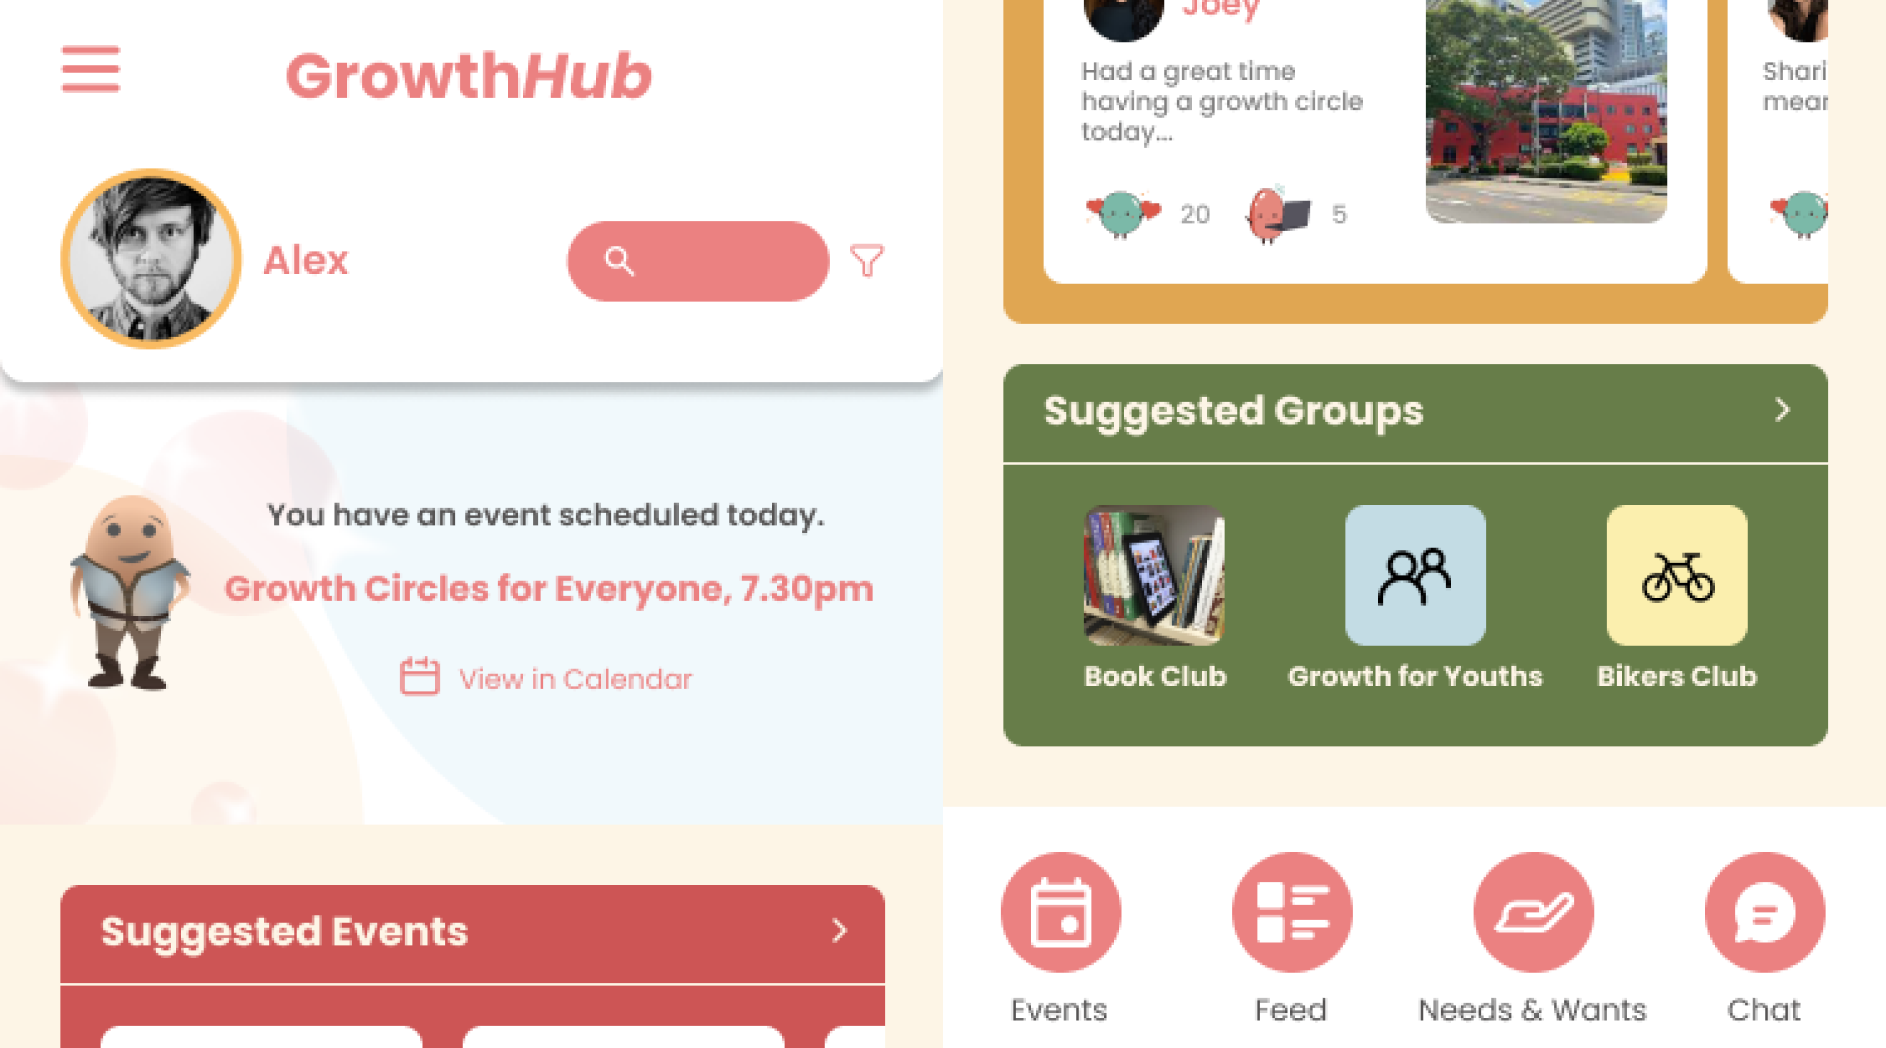 GrowthHub
Alex
You have an event scheduled today.
Growth Circles for Everyone, 7.30pm
View in Calendar
Suggested Events
Joey
Had a great time
having a growth circle
today...
20
5
Shari
mear
Suggested Groups
Book Club
Growth for Youths
Bikers Club
Events
Feed
Needs & Wants
Chat